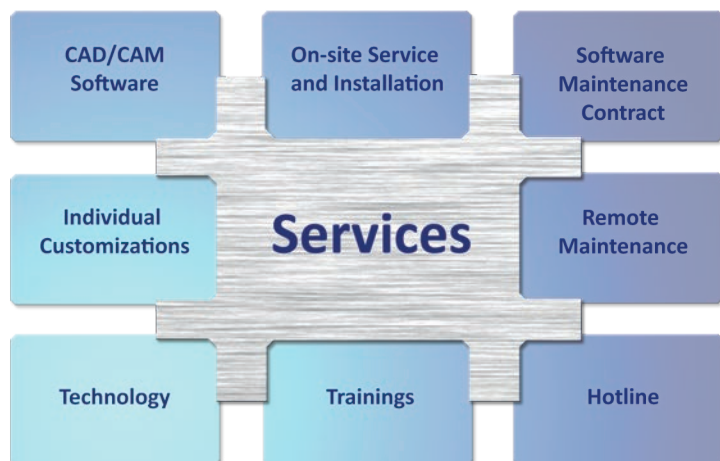 CAD/CAM
Software
On-site Service
and Installation
Software
Maintenance
Contract
Individual
Customizations
Services
Remote
Maintenance
Technology
Trainings
Hotline